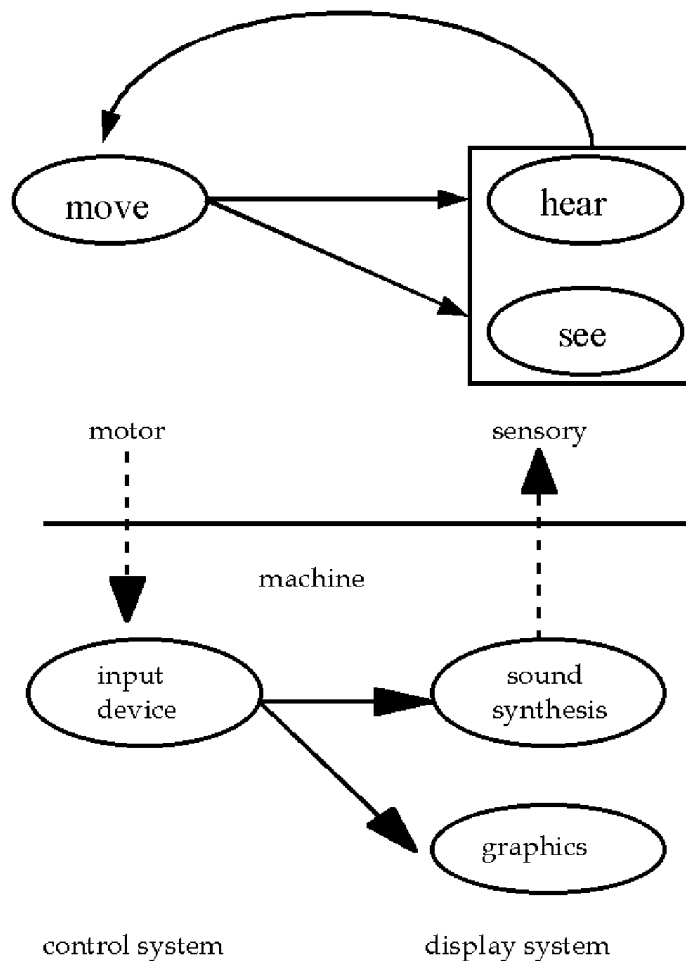 move
hear
see
motor
sensory
machine
input
device
sound
synthesis
graphics
control system
display system